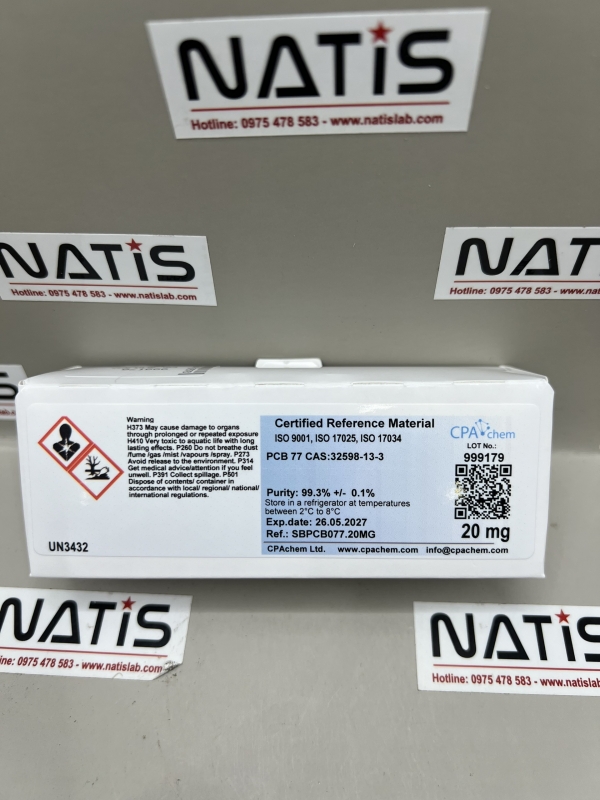 NATIS
Hotline: 0975 478 583 - www.natislab.com
NATIS
Hotline: 0975 478 583 - www.natislab.com
NATIS
Hotline: 0975 478 583 - www.natislab
Warning
H373 May cause damage to organs
through prolonged or repeated exposure
H410 Very toxic to aquatic life with long
lasting effects. P260 Do not breathe dust
/fume /gas /mist /vapours /spray. P273
Avoid release to the environment. P314
Get medical advice/attention if you feel
unwell. P391 Collect spillage. P501
Dispose of contents/ container in
accordance with local/ regional/ national/
international regulations.
UN3432
Certified Reference Material
ISO 9001, ISO 17025, ISO 17034
PCB 77 CAS:32598-13-3
Purity: 99.3% +/- 0.1%
Store in a refrigerator at temperatures
between 2°C to 8°C
Exp.date: 26.05.2027
Ref.: SBPCB077.20MG
CPAchem Ltd. www.cpachem.com info@cpachem.com
CPAchem
LOT No.:
999179
20 mg
NATIS
ine: 0975 478 583 - www.natislab.com
NATIS
Hotline: 0975 478 583 - www.natislab.